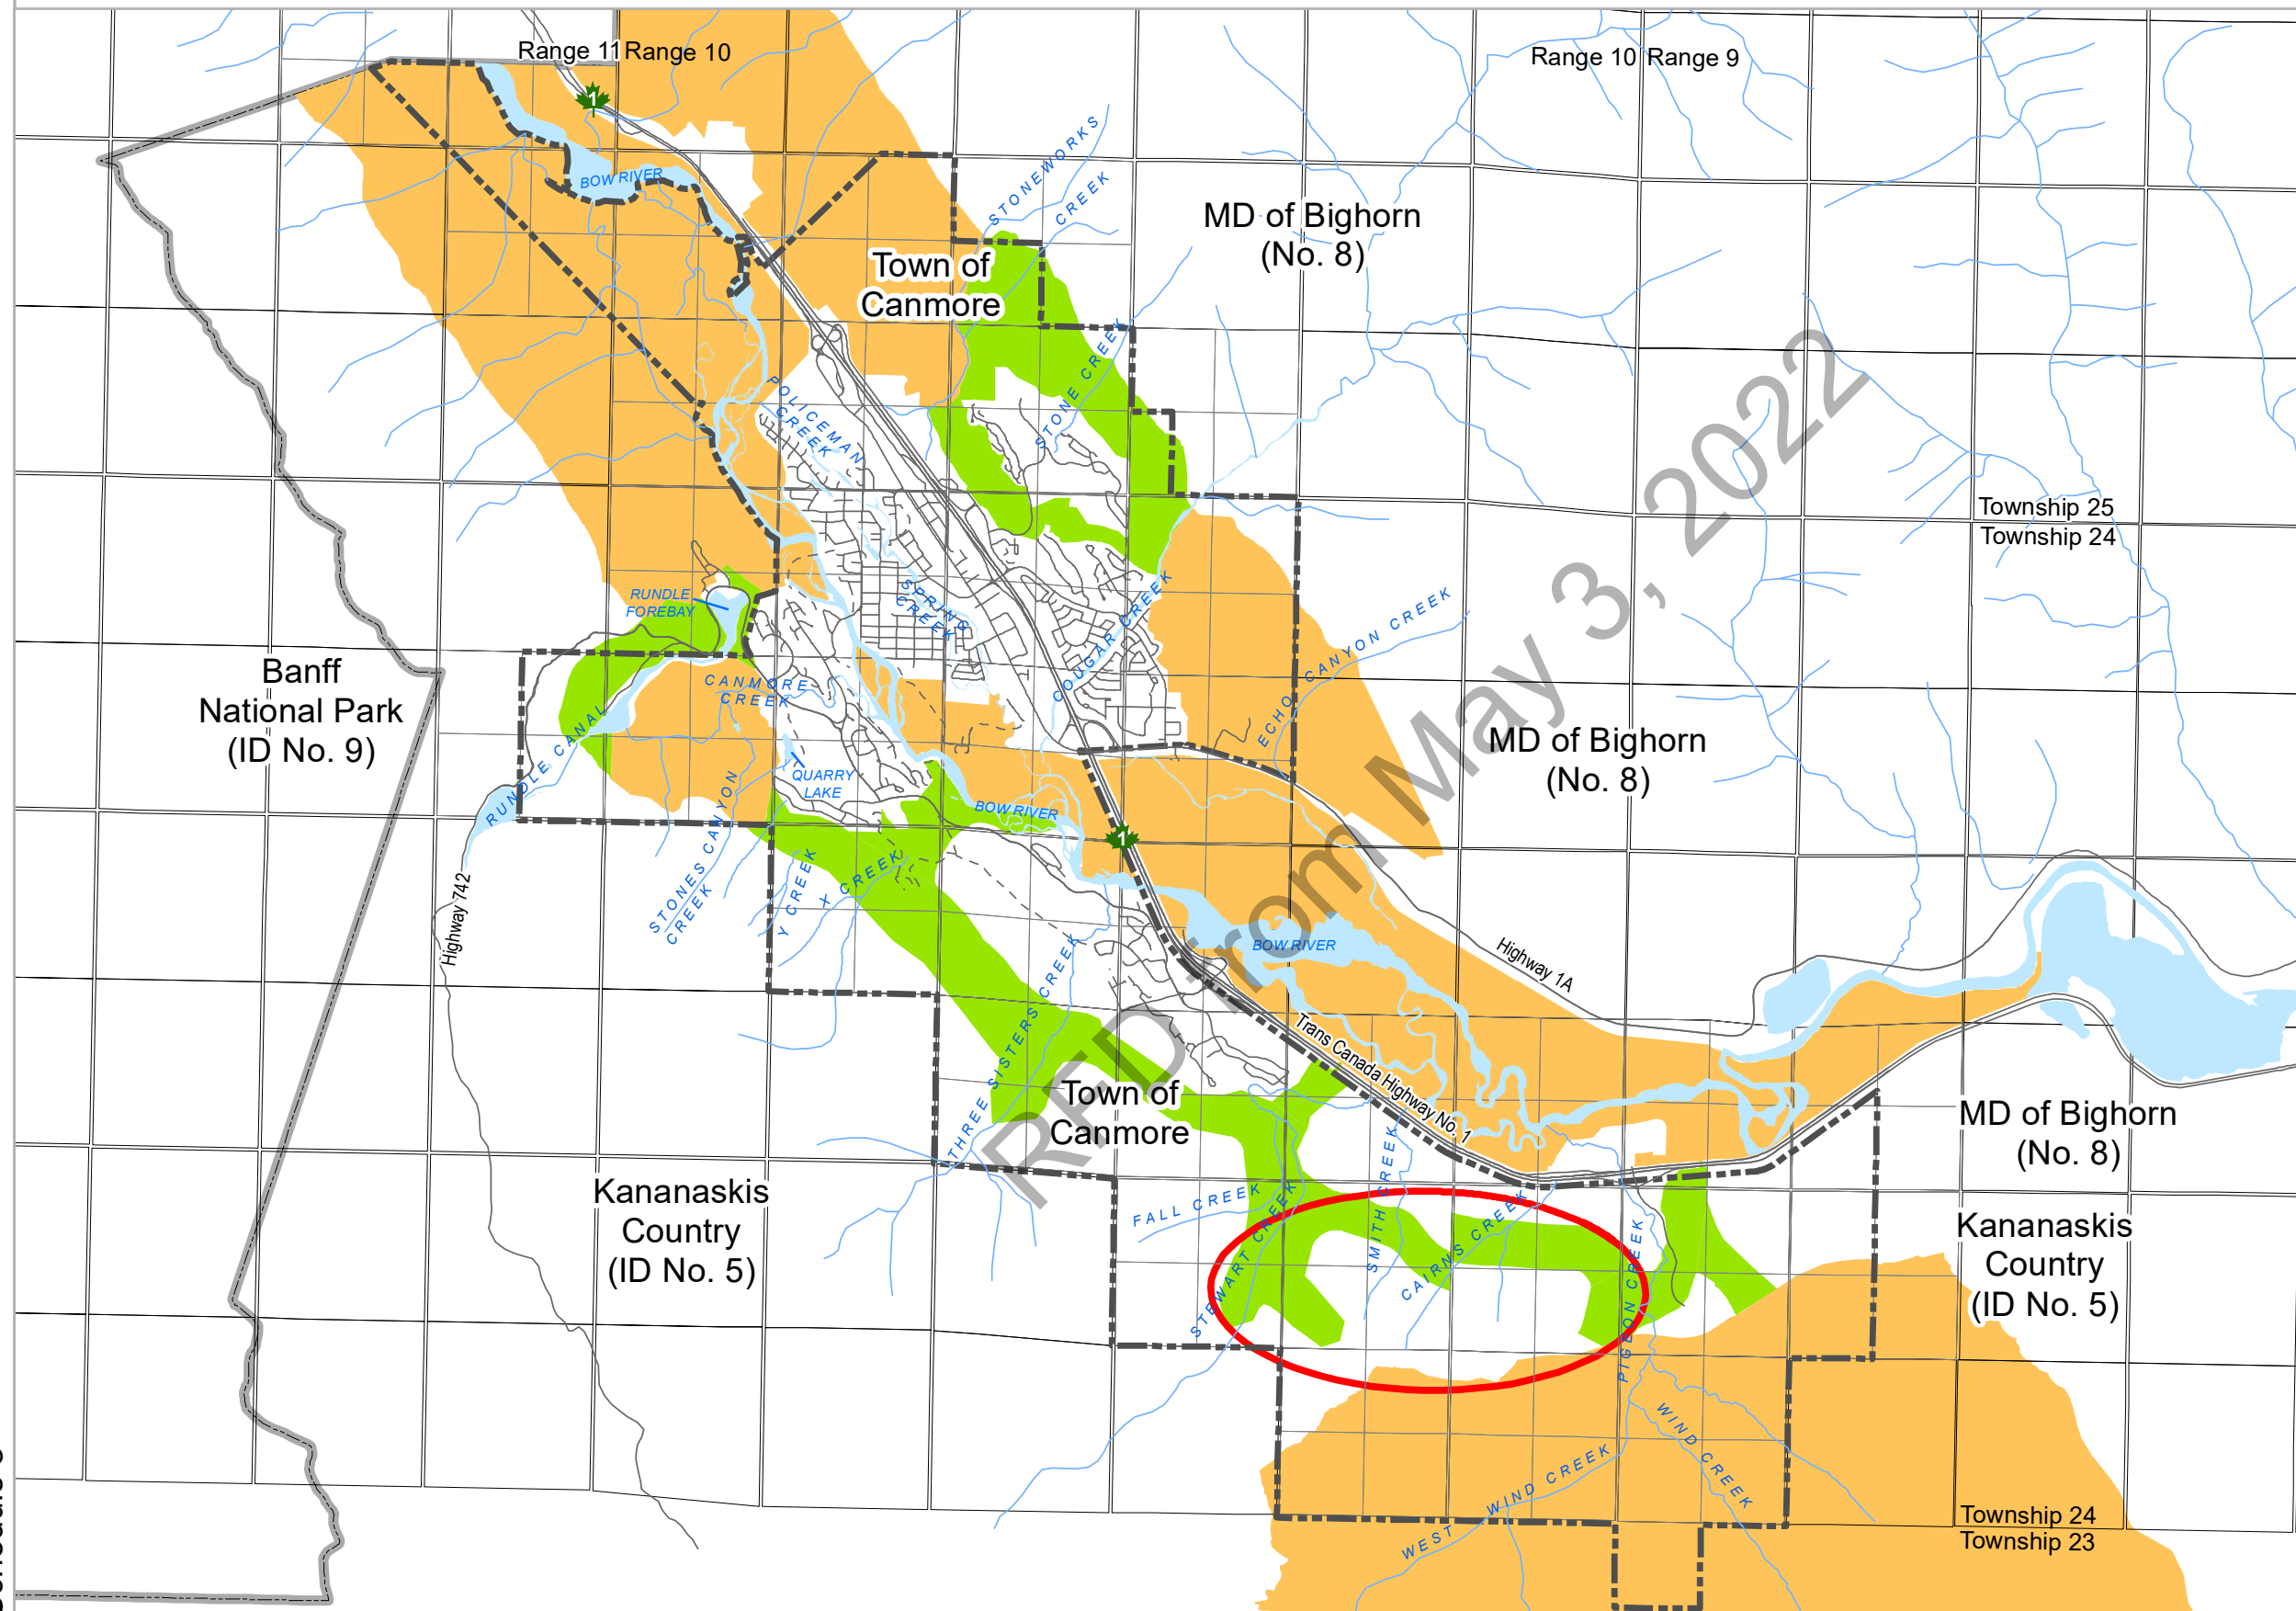 Range 11 Range 10
Range 10 Range 9
1
STONEWORKS
CREEK
BOW RIVER
MD of Bighorn
(No. 8)
Town of
Canmore
STONE CREEK
POLICEMAN
CREEK
Township 25
Township 24
RUNDLE
FOREBAY
SPRING
CREEK
COUGAR CREEK
ECHO CANYON CREEK
Banff
National Park
(ID No. 9)
CANMORE
CREEK
RUNDLE CANAL
QUARRY
LAKE
MD of Bighorn
(No. 8)
BOW RIVER
1
STONES CANYON
CREEK
Y CREEK
X CREEK
Highway 742
BOW RIVER
Highway 1A
THREE SISTERS CREEK
Trans Canada Highway No. 1
RFD from May 3, 2022
Town of
Canmore
MD of Bighorn
(No. 8)
Kananaskis
Country
(ID No. 5)
FALL CREEK
STEWART CREEK
SMITH CREEK
CAIRNS CREEK
PIGEON CREEK
Kananaskis
Country
(ID No. 5)
WIND CREEK
WEST WIND CREEK
Township 24
Township 23